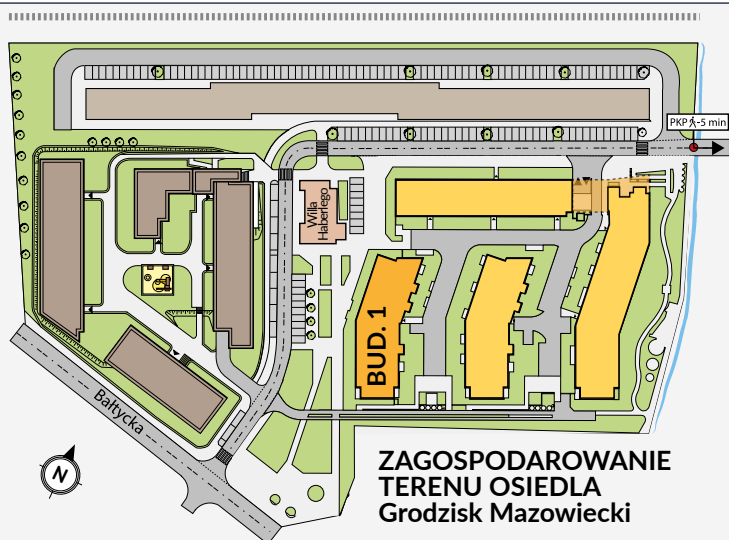 PKP -5 min
Willa
Haberlego
BUD. 1
Bałtycka
N
ZAGOSPODAROWANIE
TERENU OSIEDLA
Grodzisk Mazowiecki